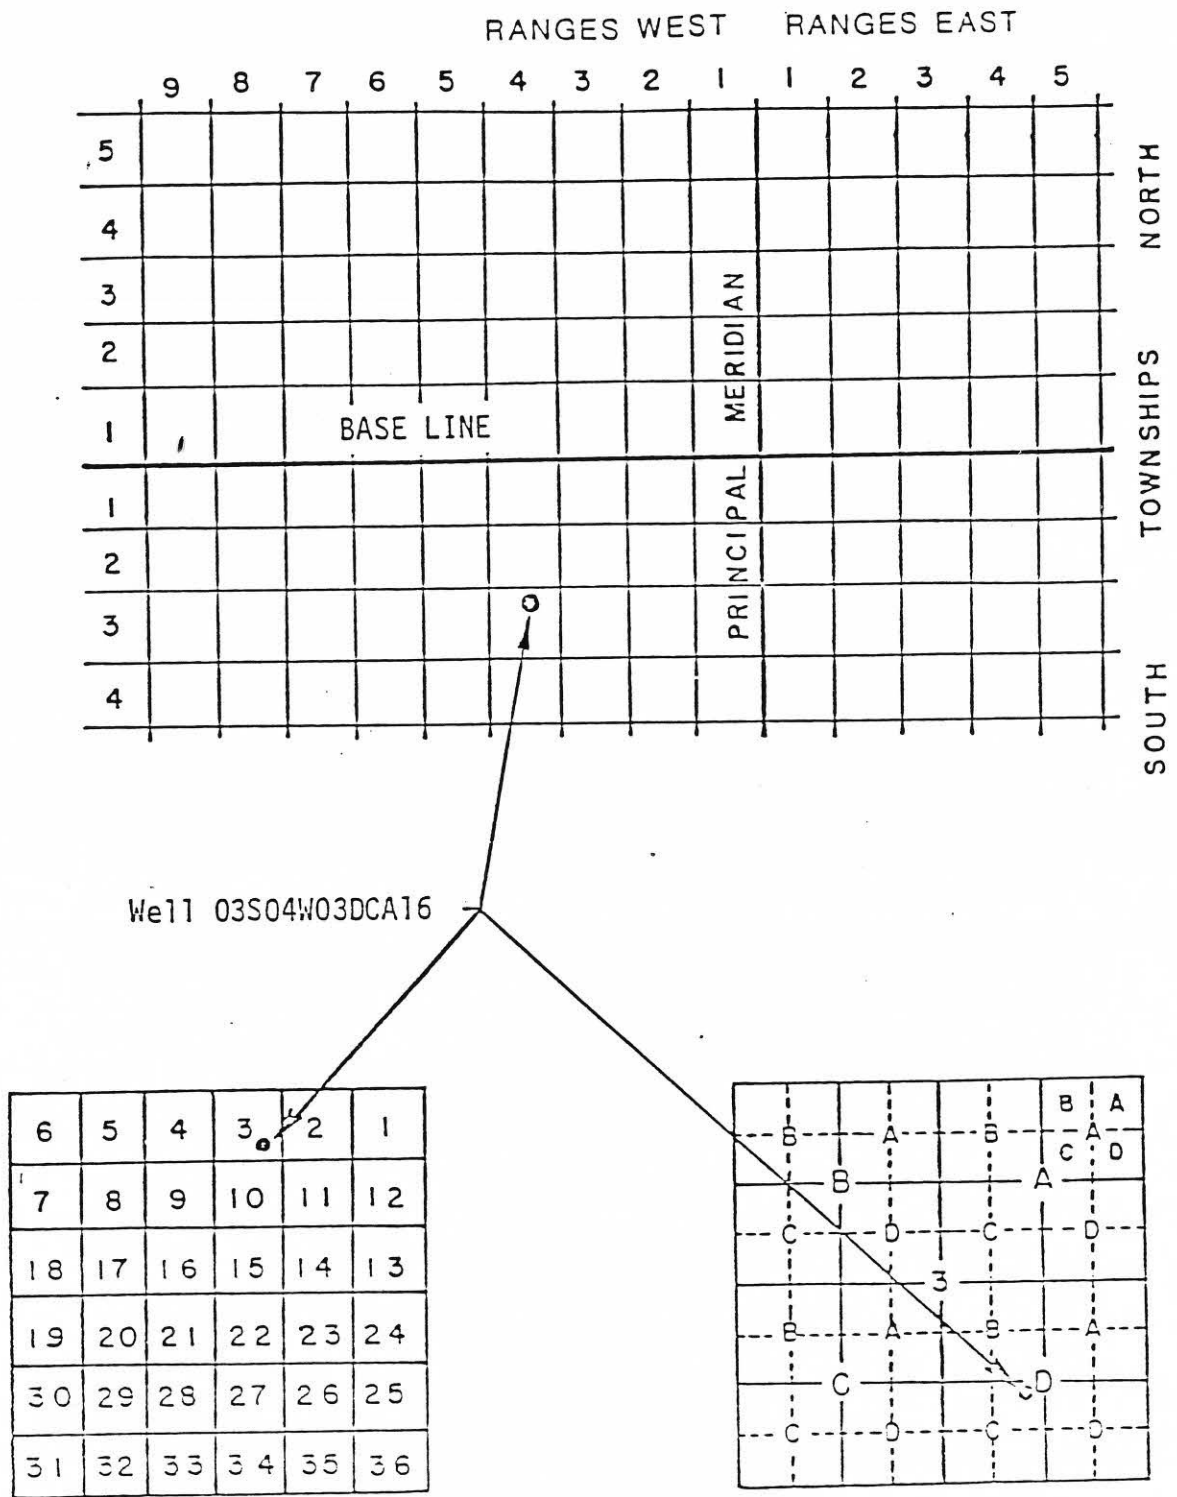 RANGES WEST RANGES EAST
9 8 7 6 5 4 3 2 1 1 2 3 4 5
5
4
3
2
1
BASE LINE
1
2
3
4
PRINCIPAL MERIDIAN
NORTH
TOWNSHIPS
SOUTH
Well 03S04W03DCA16
6 5 4 3 2 1
7 8 9 10 11 12
18 17 16 15 14 13
19 20 21 22 23 24
30 29 28 27 26 25
31 32 33 34 35 36
B A
B A B A
C D
B A
C D C D
3
B A B A
C D
C D C D